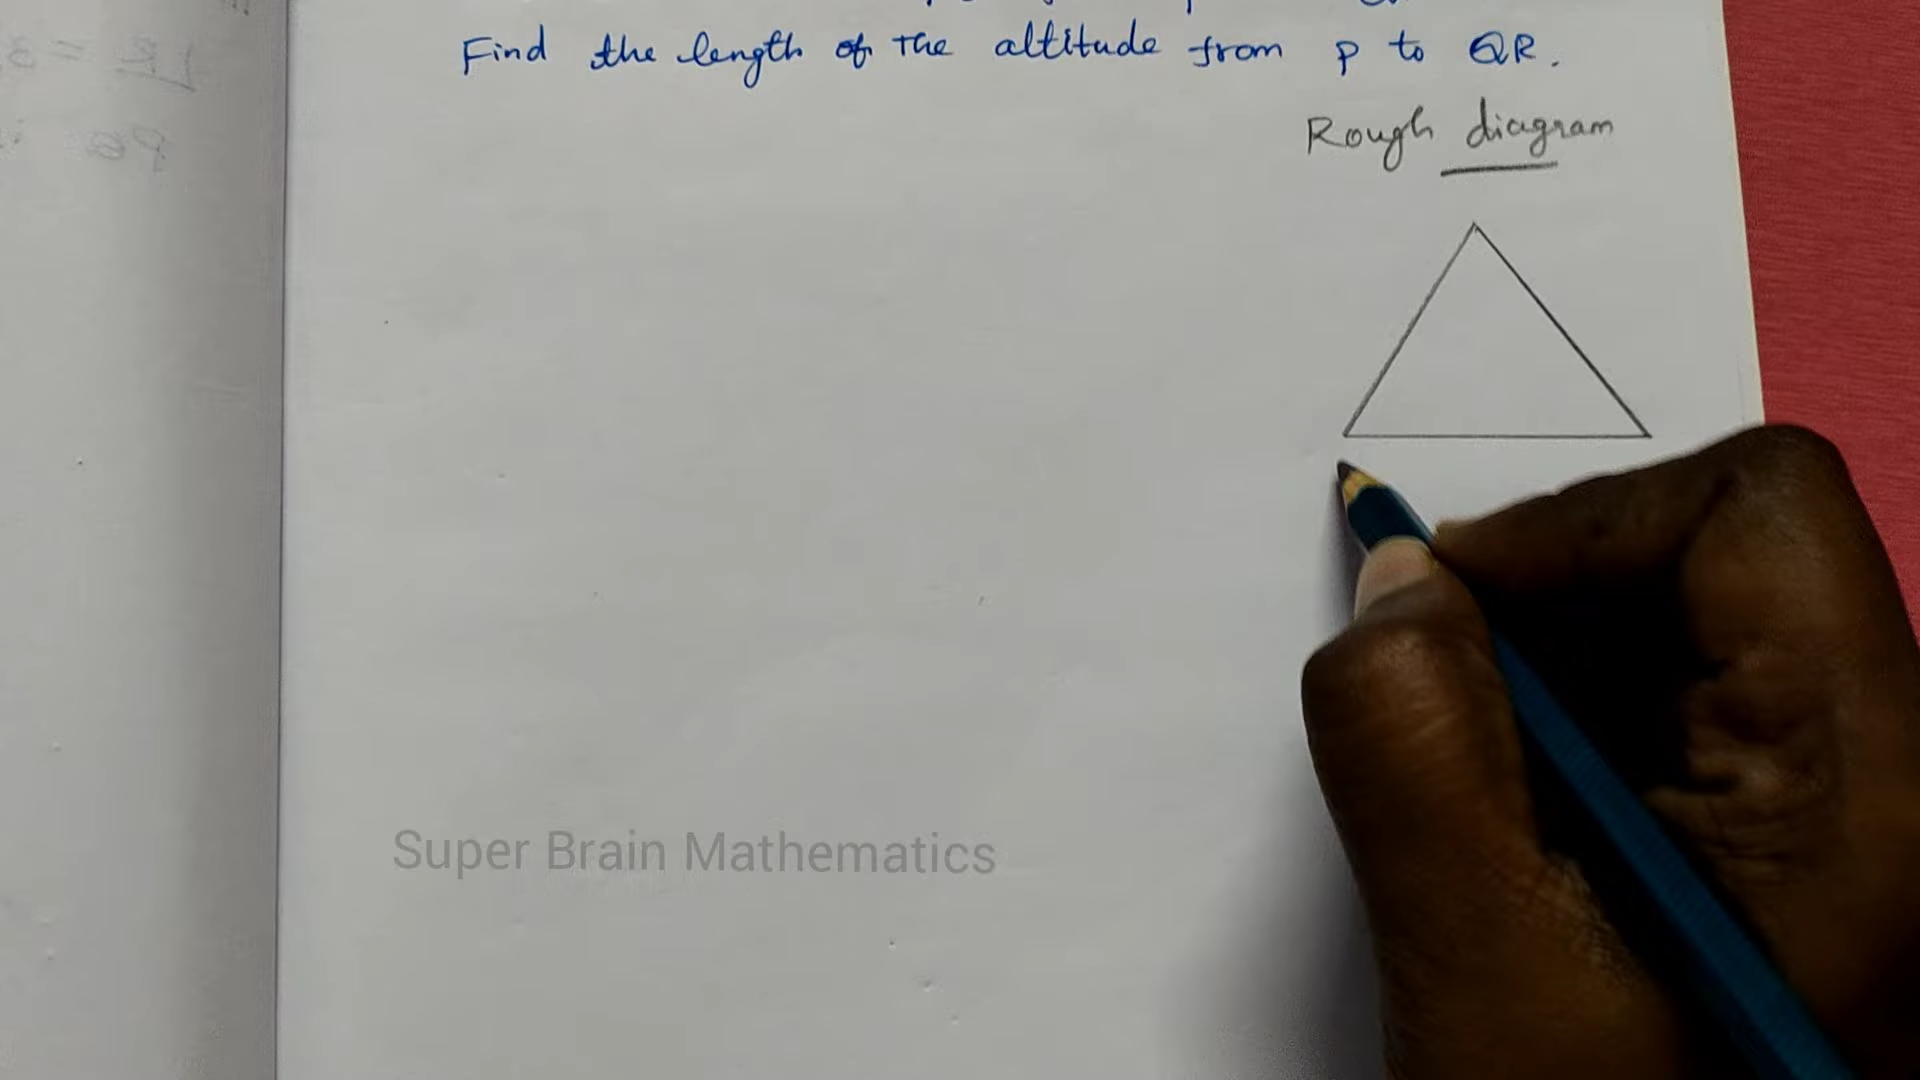 Find the length of the altitude from P to QR.
Rough diagram
Super Brain Mathematics